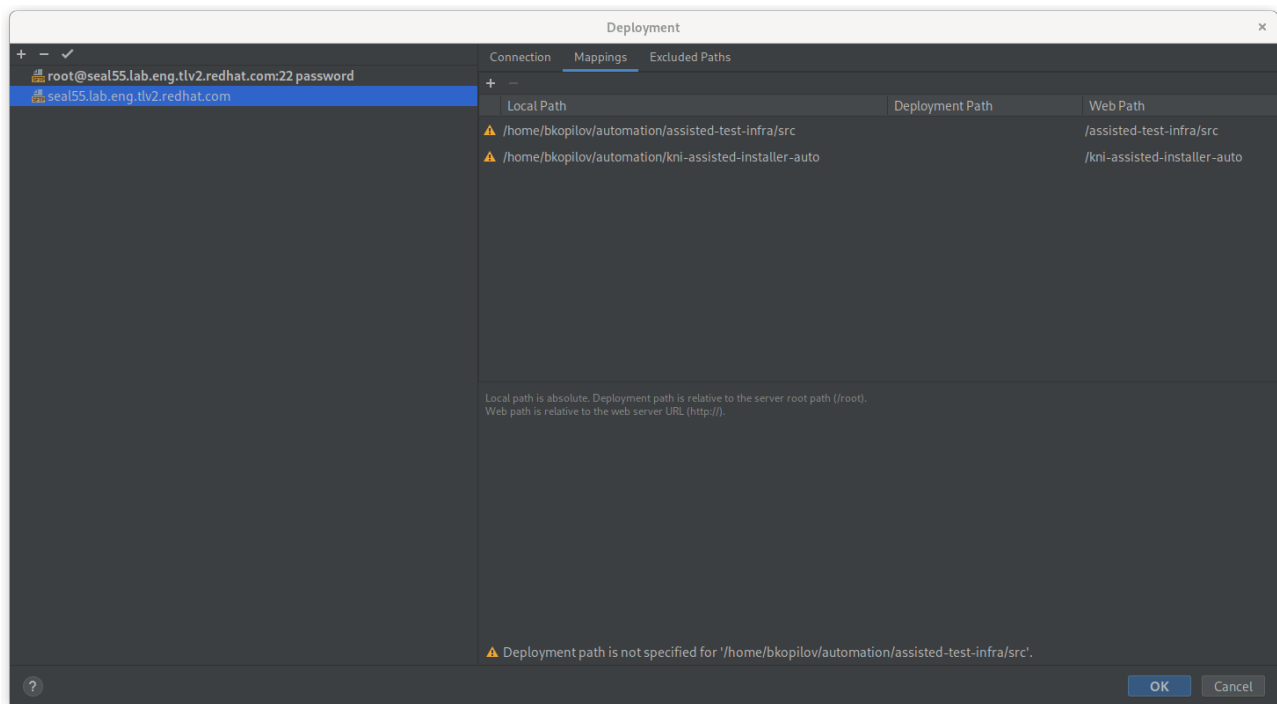 Deployment
root@seal55.lab.eng.tlv2.redhat.com:22 password
seal55.lab.eng.tlv2.redhat.com
Connection Mappings Excluded Paths
Local Path Deployment Path Web Path
/home/bkopilov/automation/assisted-test-infra/src /assisted-test-infra/src
/home/bkopilov/automation/kni-assisted-installer-auto /kni-assisted-installer-auto
Local path is absolute. Deployment path is relative to the server root path (/root).
Web path is relative to the web server URL (http://).
Deployment path is not specified for '/home/bkopilov/automation/assisted-test-infra/src'.
? OK Cancel